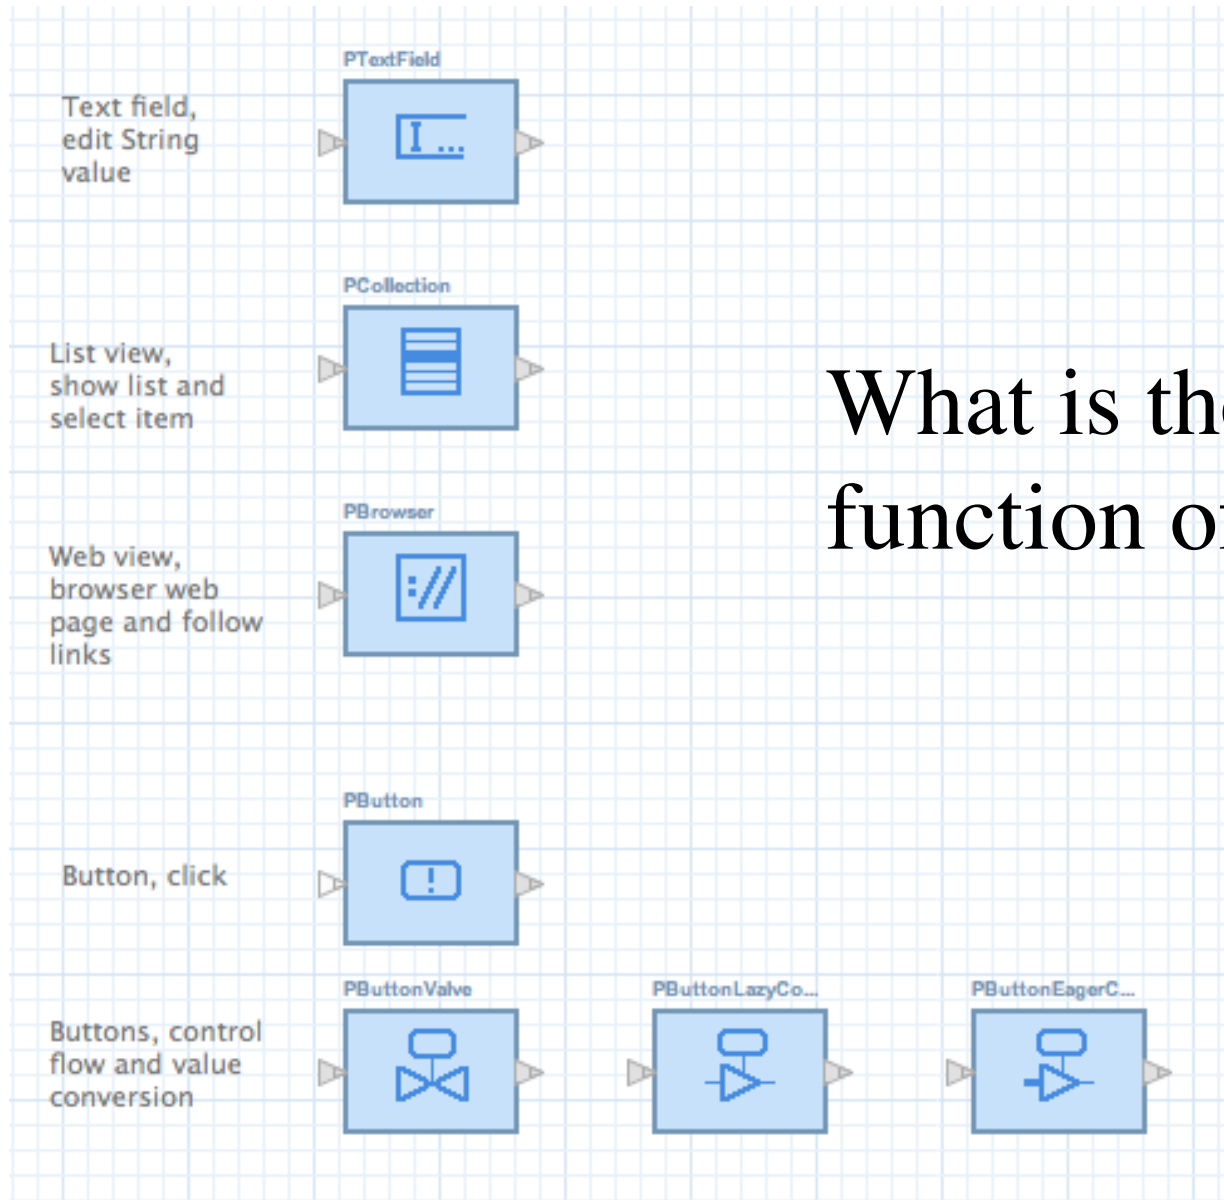 PTextField
Text field,
edit String
value
PCollection
List view,
show list and
select item
What is the
function of
PBrowser
Web view,
browser web
page and follow
links
PButton
Button, click
PButtonValve
PButtonLazyCo...
PButtonEagerC...
Buttons, control
flow and value
conversion
I ...
://
!